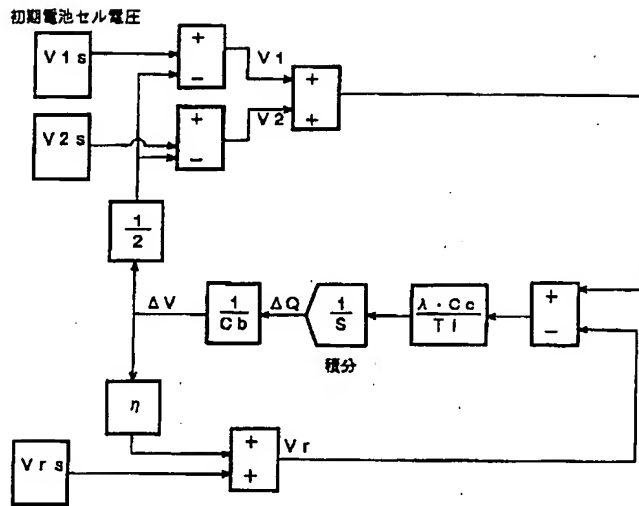 初期電池セル電圧
V1s
+
−
V1
+
+
V2s
+
−
V2
1/2
ΔV
1/Cb
ΔQ
1/S
積分
λ・Cc/Tl
+
−
η
Vrs
+
+
Vr